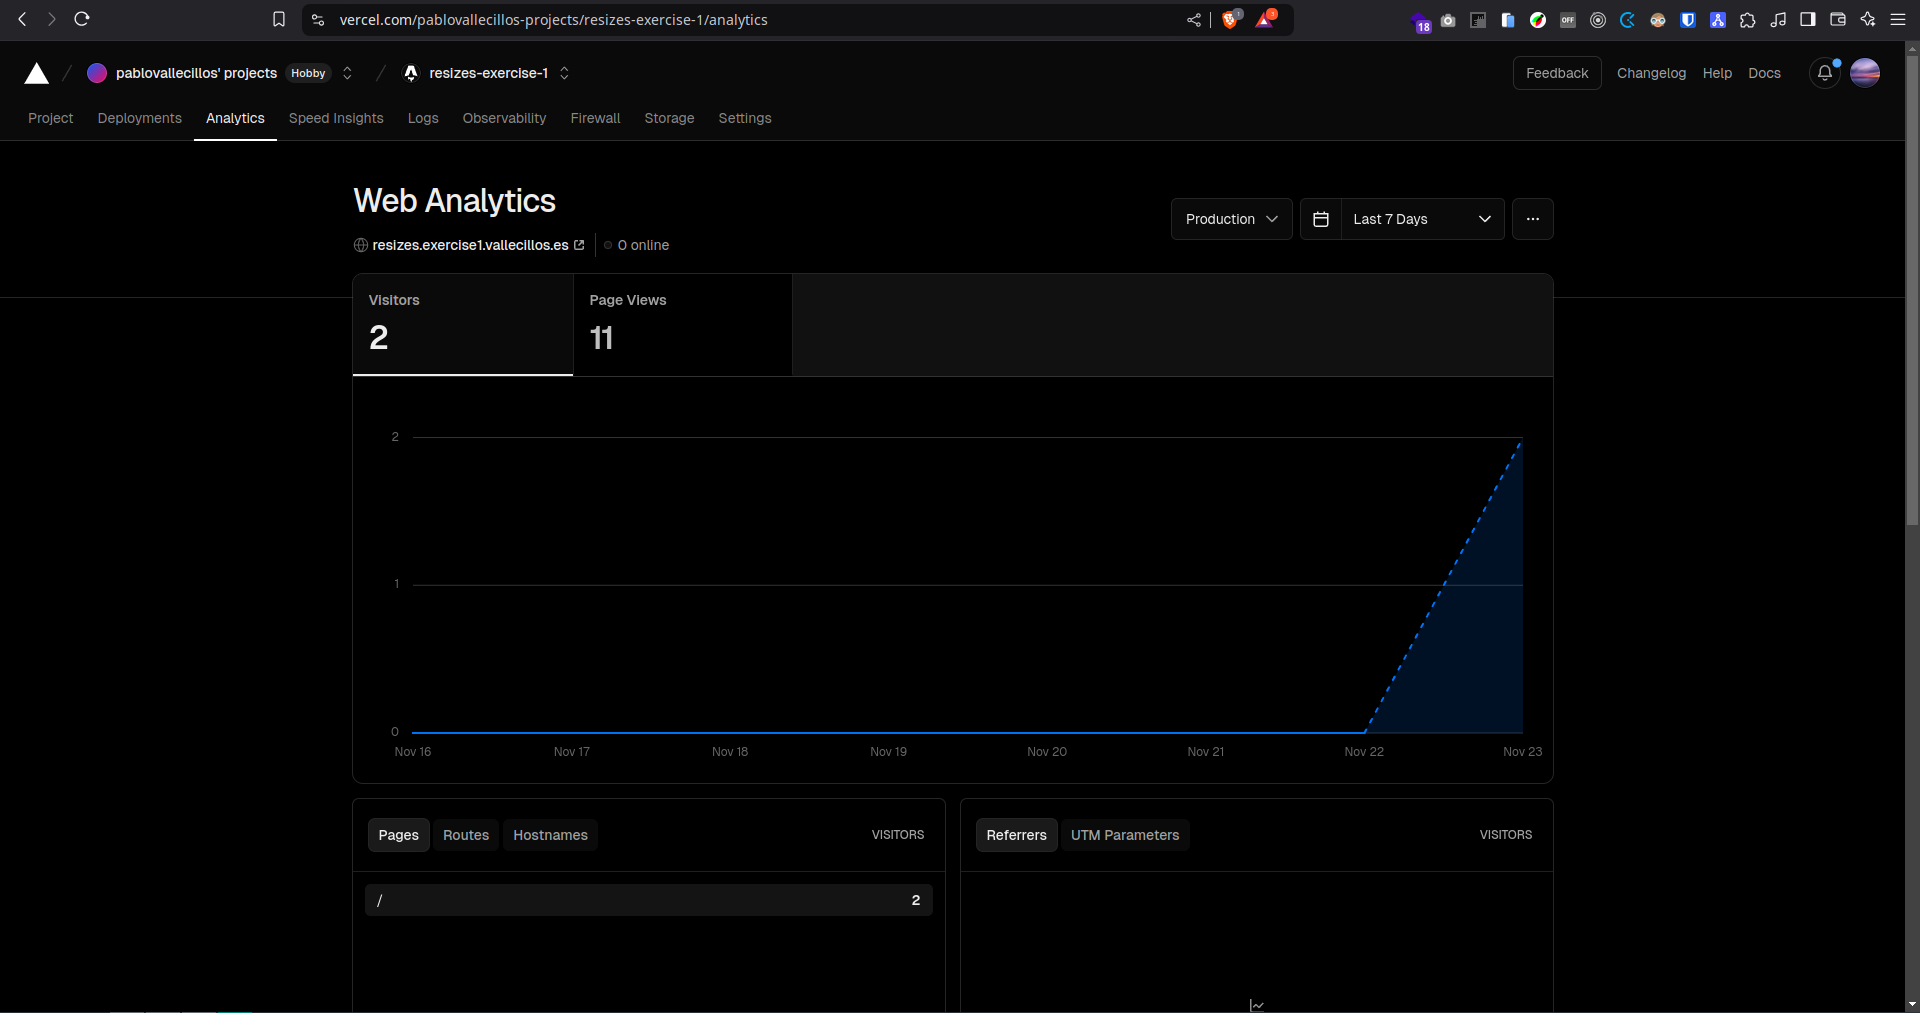 vercel.com/pablovallecillos-projects/resizes-exercise-1/analytics
1
3
18
OFF
pablovallecillos' projects Hobby
resizes-exercise-1
Feedback Changelog Help Docs
Project Deployments Analytics Speed Insights Logs Observability Firewall Storage Settings
Web Analytics
Production Last 7 Days
resizes.exercise1.vallecillos.es 0 online
Visitors Page Views
2 11
2
1
0
Nov 16 Nov 17 Nov 18 Nov 19 Nov 20 Nov 21 Nov 22 Nov 23
Pages Routes Hostnames VISITORS
/ 2
Referrers UTM Parameters VISITORS